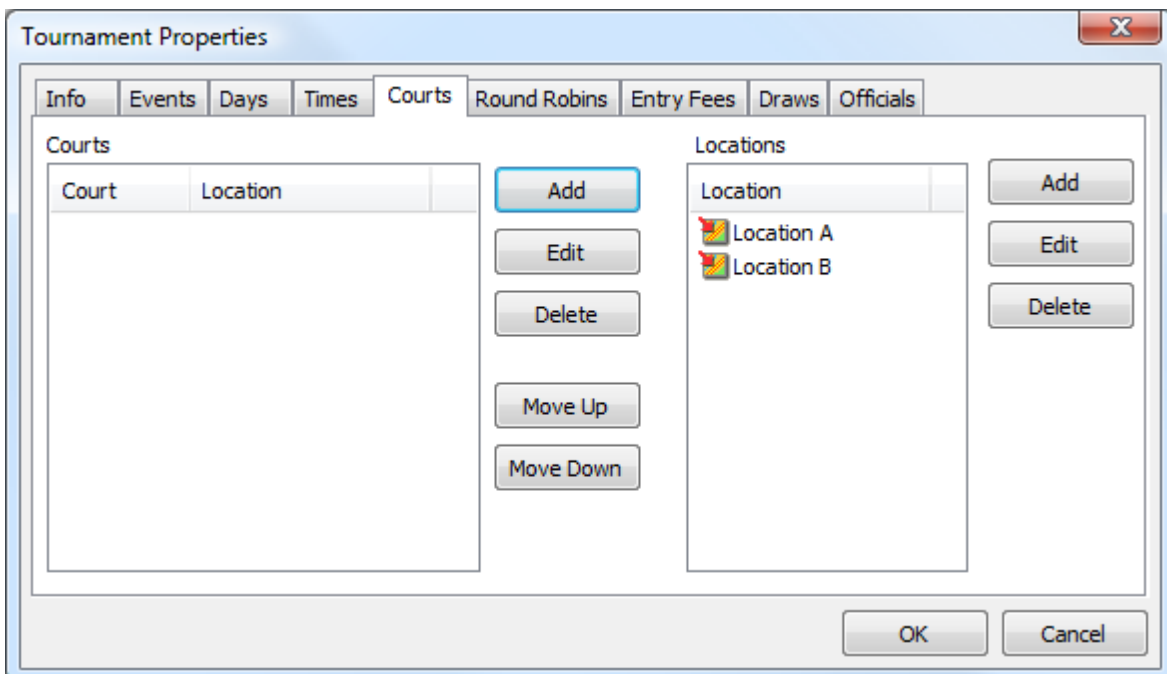 Tournament Properties
Info Events Days Times Courts Round Robins Entry Fees Draws Officials
Courts
Locations
Court Location
Add
Edit
Delete
Move Up
Move Down
Location
Location A
Location B
Add
Edit
Delete
OK Cancel